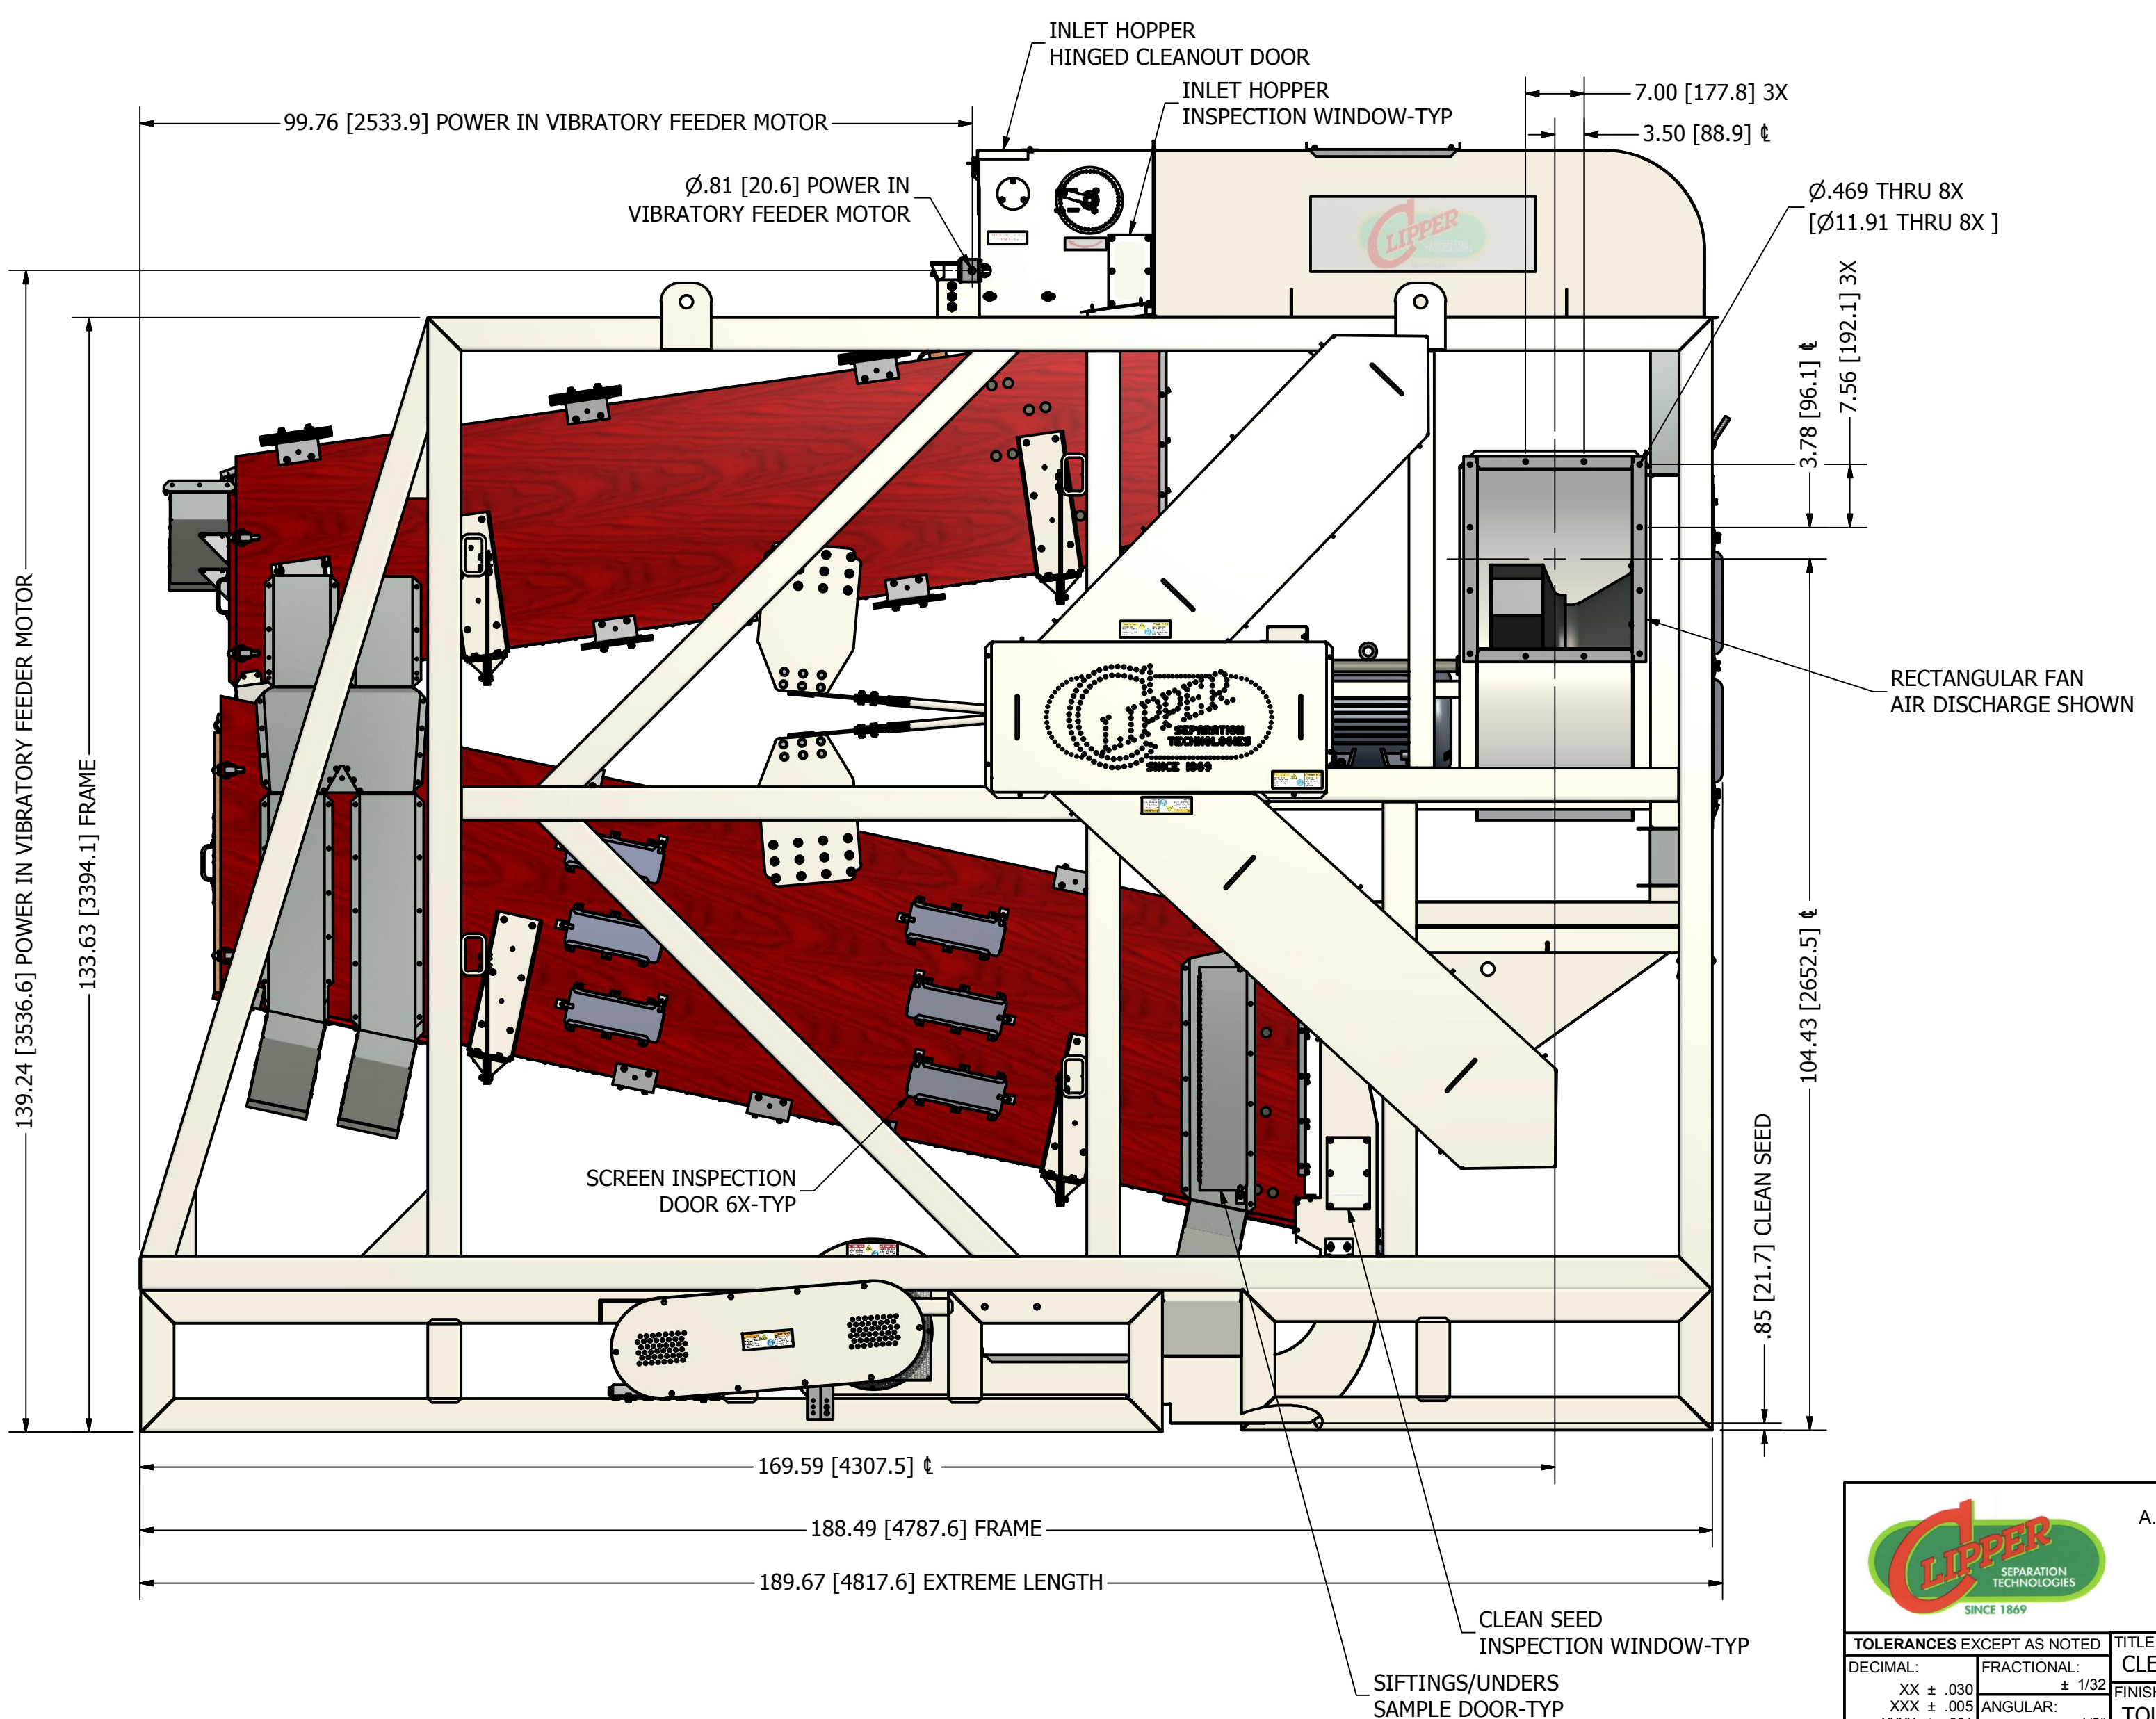 INLET HOPPER
HINGED CLEANOUT DOOR
INLET HOPPER
INSPECTION WINDOW-TYP
7.00 [177.8] 3X
3.50 [88.9] ℄
99.76 [2533.9] POWER IN VIBRATORY FEEDER MOTOR
Ø.81 [20.6] POWER IN
VIBRATORY FEEDER MOTOR
Ø.469 THRU 8X
[Ø11.91 THRU 8X ]
CLIPPER
3.78 [96.1] ℄
7.56 [192.1] 3X
139.24 [3536.6] POWER IN VIBRATORY FEEDER MOTOR
133.63 [3394.1] FRAME
CLIPPER
SEPARATION
TECHNOLOGIES
SINCE 1869
RECTANGULAR FAN
AIR DISCHARGE SHOWN
104.43 [2652.5] ℄
.85 [21.7] CLEAN SEED
SCREEN INSPECTION
DOOR 6X-TYP
169.59 [4307.5] ℄
188.49 [4787.6] FRAME
189.67 [4817.6] EXTREME LENGTH
CLEAN SEED
INSPECTION WINDOW-TYP
SIFTINGS/UNDERS
SAMPLE DOOR-TYP
A.
CLIPPER
SEPARATION
TECHNOLOGIES
SINCE 1869
TOLERANCES EXCEPT AS NOTED
TITLE
DECIMAL:
FRACTIONAL:
XX ± .030
± 1/32
XXX ± .005
ANGULAR: